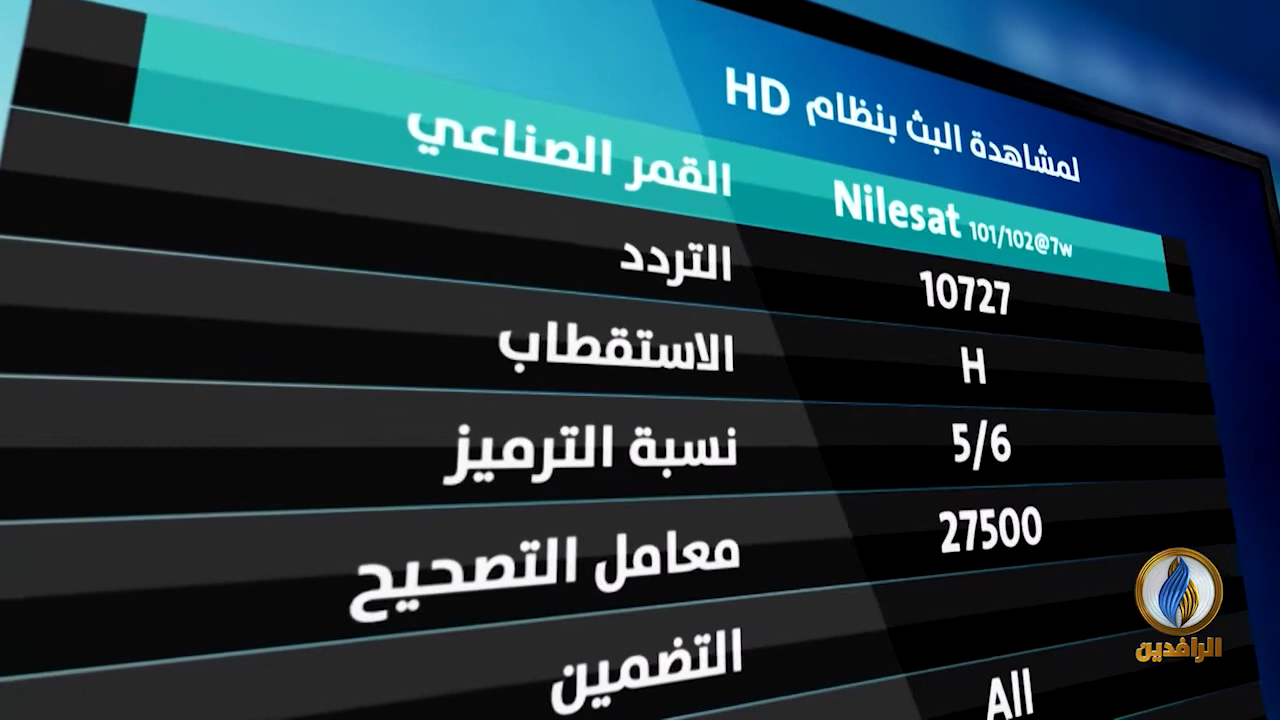 لمشاهدة البث بنظام HD
القمر الصناعي Nilesat 101/102@7w
التردد 10727
الاستقطاب H
نسبة الترميز 5/6
معامل التصحيح 27500
التضمين All
الرافدين